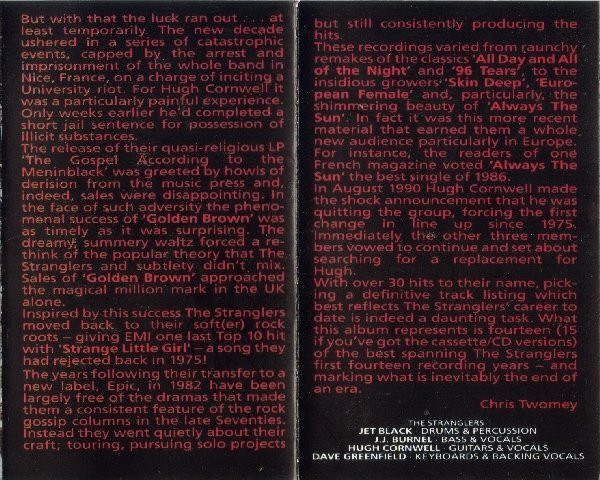 But with that the luck ran out . . . at
least temporarily. The new decade
ushered in a series of catastrophic
events, capped by the arrest and
imprisonment of the whole band in
Nice, France, on a charge of inciting a
University riot. For Hugh Cornwell it
was a particularly painful experience.
Only weeks earlier he'd completed a
short jail sentence for possession of
illicit substances.
The release of their quasi-religious LP
'The Gospel According to the
Meninblack' was greeted by howls of
derision from the music press and,
indeed, sales were disappointing. In
the face of such adversity the pheno-
menal success of 'Golden Brown' was
as timely as it was surprising. The
dreamy, summery waltz forced a re-
think of the popular theory that The
Stranglers and subtlety didn't mix.
Sales of 'Golden Brown' approached
the magical million mark in the UK
alone.
Inspired by this success The Stranglers
moved back to their soft(er) rock
roots – giving EMI one last Top 10 hit
with 'Strange Little Girl' – a song they
had rejected back in 1975!
The years following their transfer to a
new label, Epic, in 1982 have been
largely free of the dramas that made
them a consistent feature of the rock
gossip columns in the late Seventies.
Instead they went quietly about their
craft; touring, pursuing solo projects
but still consistently producing the
hits.
These recordings varied from raunchy
remakes of the classics 'All Day and All
of the Night' and '96 Tears', to the
insidious growers 'Skin Deep', 'Euro-
pean Female' and, particularly, the
shimmering beauty of 'Always The
Sun'. In fact it was this more recent
material that earned them a whole
new audience particularly in Europe.
For instance, the readers of one
French magazine voted 'Always The
Sun' the best single of 1986.
In August 1990 Hugh Cornwell made
the shock announcement that he was
quitting the group, forcing the first
change in line up since 1975.
Immediately the other three mem-
bers vowed to continue and set about
searching for a replacement for
Hugh.
With over 30 hits to their name, pick-
ing a definitive track listing which
best reflects The Stranglers' career to
date is indeed a daunting task. What
this album represents is fourteen (15
if you've got the cassette/CD versions)
of the best spanning The Stranglers
first fourteen recording years – and
marking what is inevitably the end of
an era.
Chris Twomey
THE STRANGLERS
JET BLACK · DRUMS & PERCUSSION
J.J. BURNEL · BASS & VOCALS
HUGH CORNWELL · GUITARS & VOCALS
DAVE GREENFIELD · KEYBOARDS & BACKING VOCALS